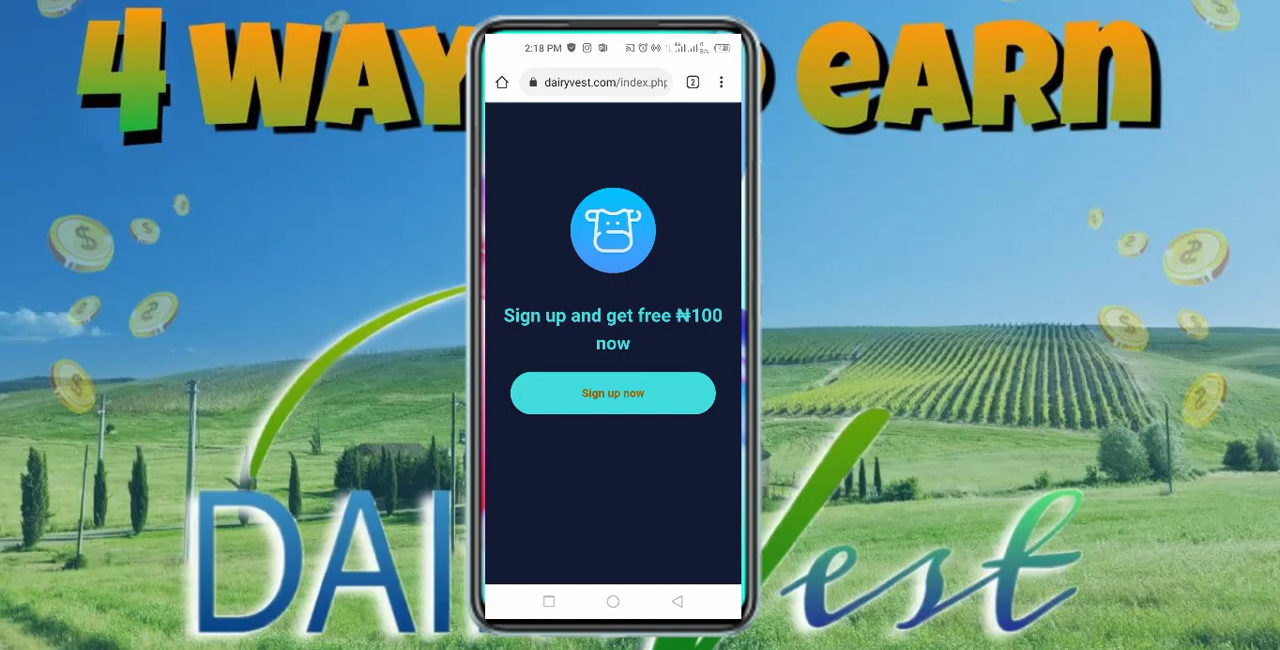 4 WAY
EARN
2:18 PM
dairyvest.com/index.php
2
Sign up and get free ₦100
now
Sign up now
DAI
Vest